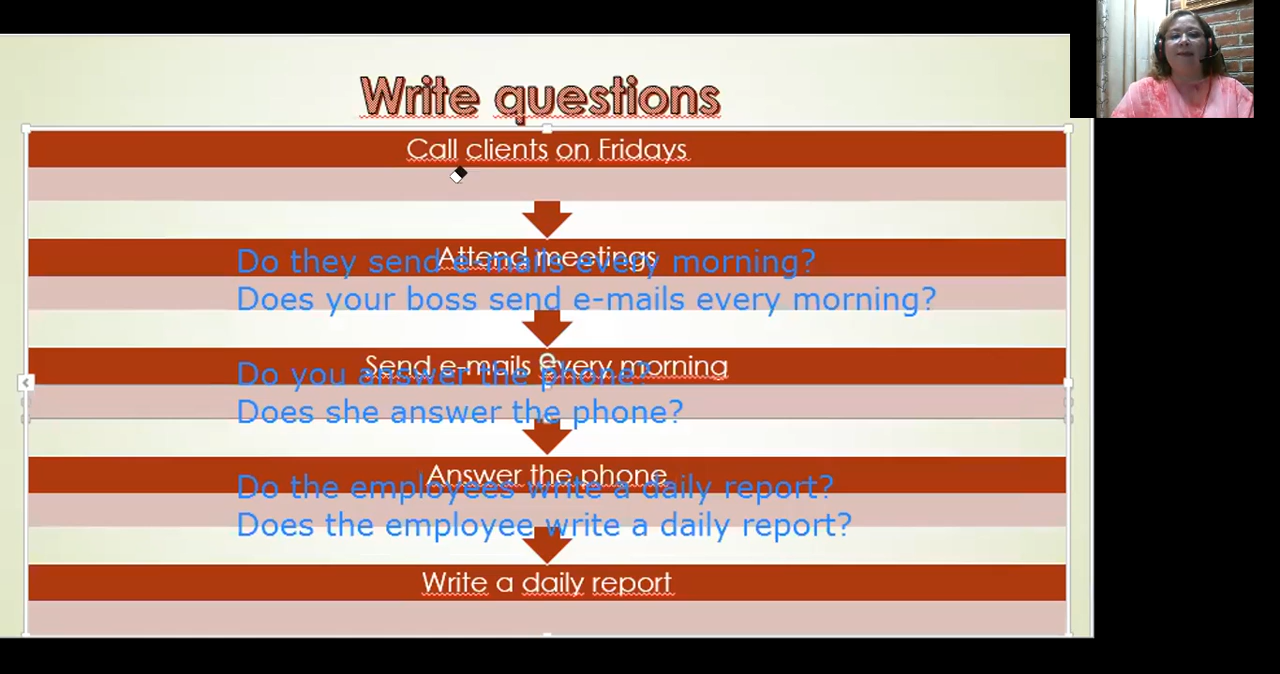 Write questions
Call clients on Fridays
Attend meetings
Do they send e-mails every morning?
Does your boss send e-mails every morning?
Send e-mails every morning
Do you answer the phone?
Does she answer the phone?
Answer the phone
Do the employees write a daily report?
Does the employee write a daily report?
Write a daily report